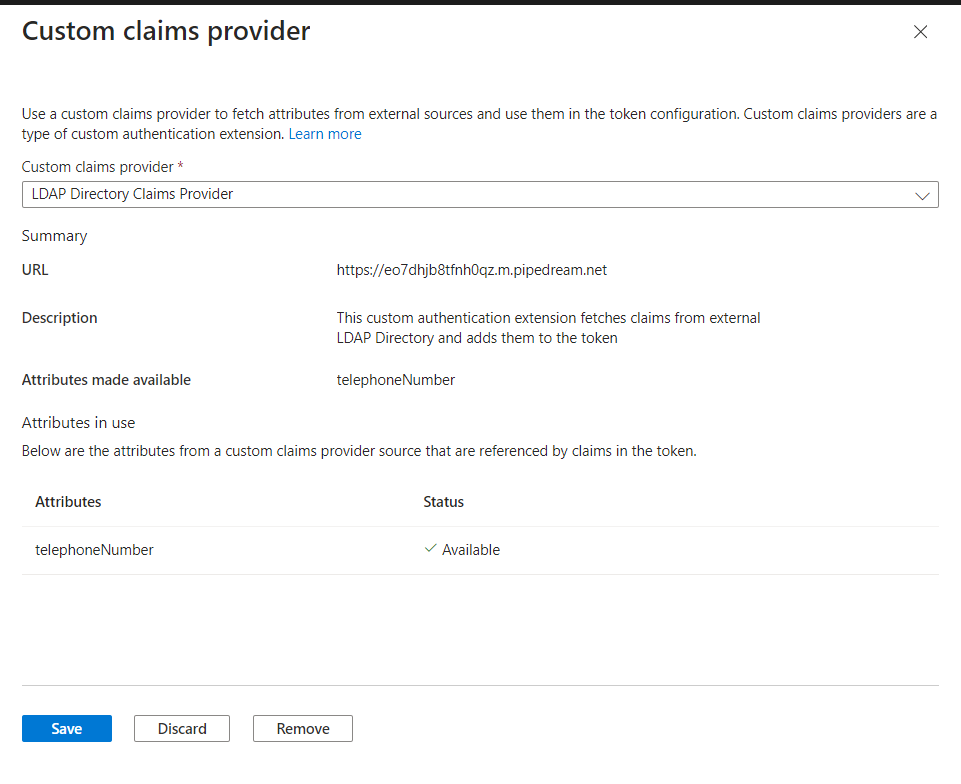 Custom claims provider
Use a custom claims provider to fetch attributes from external sources and use them in the token configuration. Custom claims providers are a
type of custom authentication extension. Learn more
Custom claims provider *
LDAP Directory Claims Provider
Summary
URL https://eo7dhjb8tfnh0qz.m.pipedream.net
Description This custom authentication extension fetches claims from external
LDAP Directory and adds them to the token
Attributes made available telephoneNumber
Attributes in use
Below are the attributes from a custom claims provider source that are referenced by claims in the token.
Attributes Status
telephoneNumber Available
Save Discard Remove